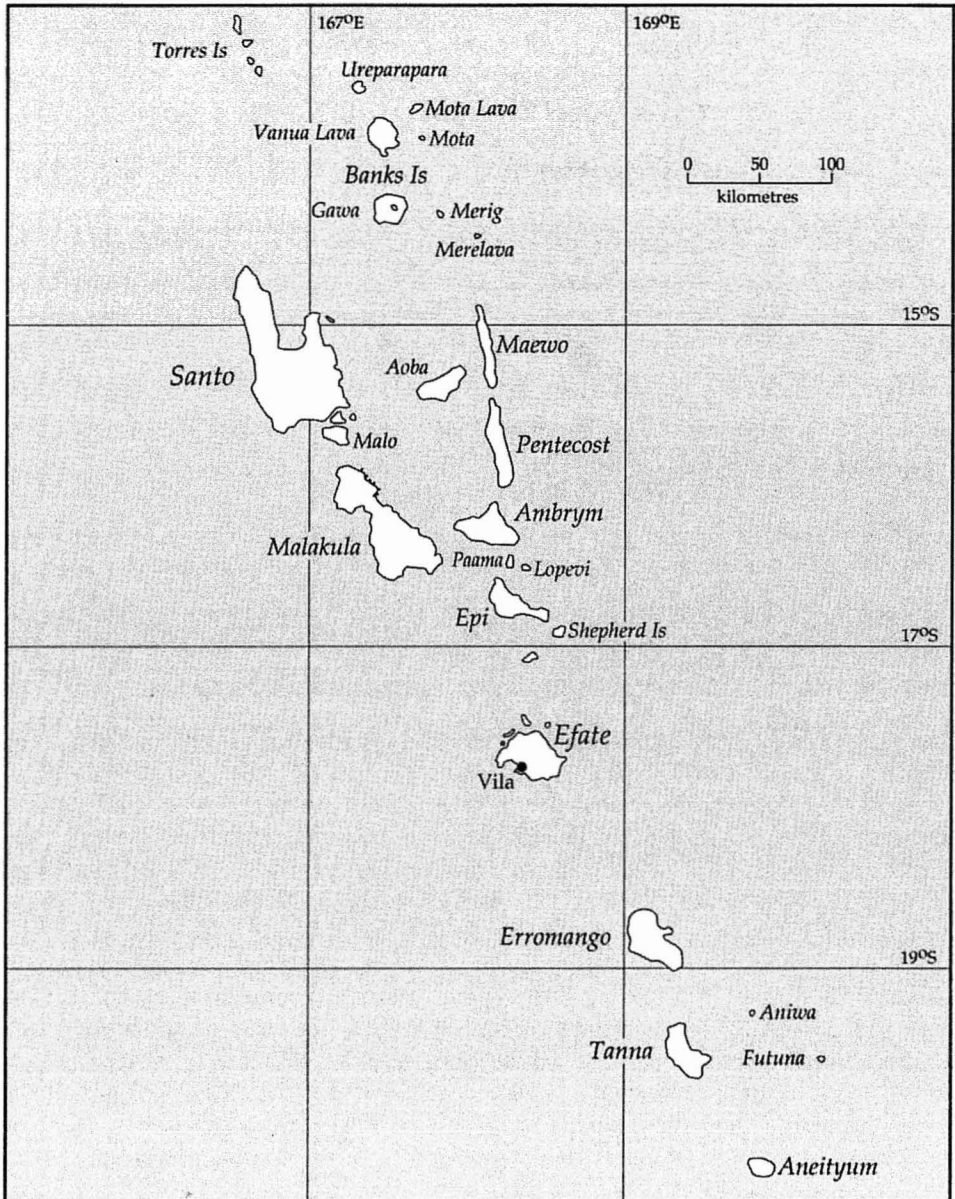 167°E
169°E
Torres Is
Ureparapara
Mota Lava
Vanua Lava
Mota
0 50 100
kilometres
Banks Is
Gawa
Merig
Merelava
15°S
Maewo
Aoba
Santo
Malo
Pentecost
Ambrym
Malakula
Paama
Lopevi
Epi
Shepherd Is
17°S
Efate
Vila
Erromango
19°S
Aniwa
Tanna
Futuna
Aneityum